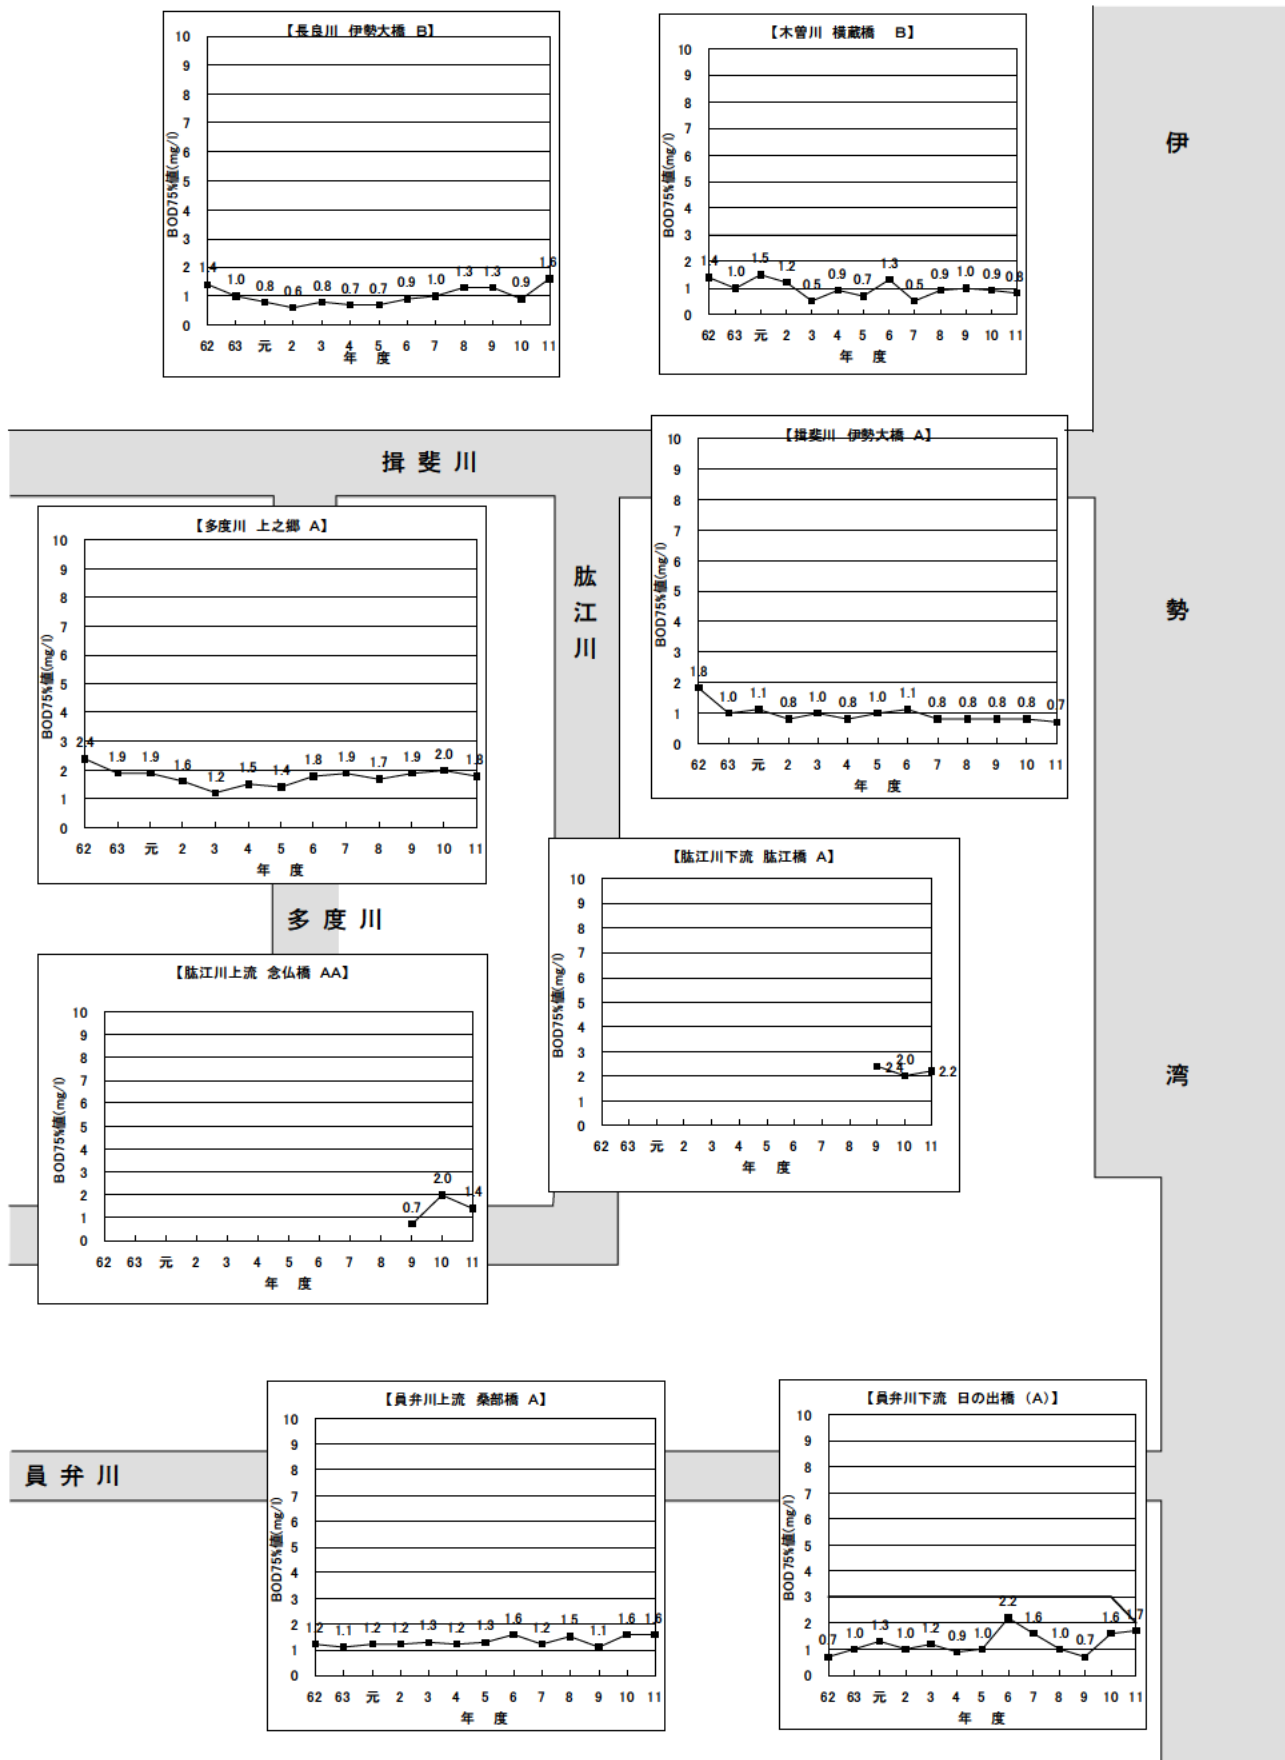 【長良川 伊勢大橋 B】
BOD75%値(mg/l)
10
9
8
7
6
5
4
3
2
1
0
1.4 1.0 0.8 0.6 0.8 0.7 0.7 0.9 1.0 1.3 1.3 0.9 1.6
62 63 元 2 3 4 5 6 7 8 9 10 11
年 度
【木曽川 横蔵橋 B】
BOD75%値(mg/l)
10
9
8
7
6
5
4
3
2
1
0
1.4 1.0 1.5 1.2 0.5 0.9 0.7 1.3 0.5 0.9 1.0 0.9 0.8
62 63 元 2 3 4 5 6 7 8 9 10 11
年 度
伊
勢
湾
揖斐川
【揖斐川 伊勢大橋 A】
BOD75%値(mg/l)
10
9
8
7
6
5
4
3
2
1
0
1.8 1.0 1.1 0.8 1.0 0.8 1.0 1.1 0.8 0.8 0.8 0.8 0.7
62 63 元 2 3 4 5 6 7 8 9 10 11
年 度
【多度川 上之郷 A】
BOD75%値(mg/l)
10
9
8
7
6
5
4
3
2
1
0
2.4 1.9 1.9 1.6 1.2 1.5 1.4 1.8 1.9 1.7 1.9 2.0 1.8
62 63 元 2 3 4 5 6 7 8 9 10 11
年 度
肱
江
川
多度川
【肱江川下流 肱江橋 A】
BOD75%値(mg/l)
10
9
8
7
6
5
4
3
2
1
0
2.4 2.0 2.2
62 63 元 2 3 4 5 6 7 8 9 10 11
年 度
【肱江川上流 念仏橋 AA】
BOD75%値(mg/l)
10
9
8
7
6
5
4
3
2
1
0
0.7 2.0 1.4
62 63 元 2 3 4 5 6 7 8 9 10 11
年 度
員弁川
【員弁川上流 桑部橋 A】
BOD75%値(mg/l)
10
9
8
7
6
5
4
3
2
1
0
1.2 1.1 1.2 1.2 1.3 1.2 1.3 1.6 1.2 1.5 1.1 1.6 1.6
62 63 元 2 3 4 5 6 7 8 9 10 11
年 度
【員弁川下流 日の出橋 (A)】
BOD75%値(mg/l)
10
9
8
7
6
5
4
3
2
1
0
0.7 1.0 1.3 1.0 1.2 0.9 1.0 2.2 1.6 1.0 0.7 1.6 1.7
62 63 元 2 3 4 5 6 7 8 9 10 11
年 度